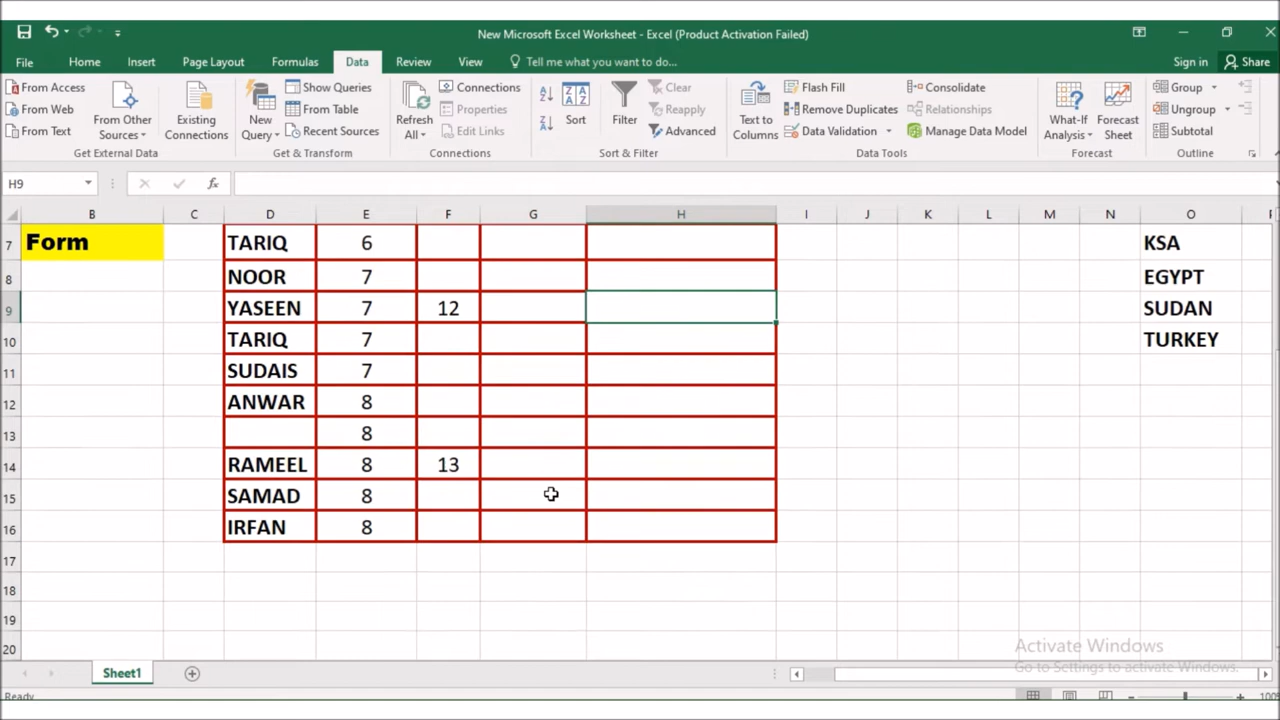 New Microsoft Excel Worksheet - Excel (Product Activation Failed)
File Home Insert Page Layout Formulas Data Review View Tell me what you want to do... Sign in Share
From Access
From Web
From Text
From Other Sources
Existing Connections
Get External Data
New Query
Show Queries
From Table
Recent Sources
Get & Transform
Refresh All
Connections
Properties
Edit Links
Connections
Sort
Filter
Clear
Reapply
Advanced
Sort & Filter
Text to Columns
Flash Fill
Remove Duplicates
Data Validation
Consolidate
Relationships
Manage Data Model
Data Tools
What-If Analysis
Forecast Sheet
Forecast
Group
Ungroup
Subtotal
Outline
H9 fx
B C D E F G H I J K L M N O
7 Form TARIQ 6 KSA
8 NOOR 7 EGYPT
9 YASEEN 7 12 SUDAN
10 TARIQ 7 TURKEY
11 SUDAIS 7
12 ANWAR 8
13 8
14 RAMEEL 8 13
15 SAMAD 8
16 IRFAN 8
17
18
19
20
Activate Windows
Go to Settings to activate Windows.
Sheet1
Ready